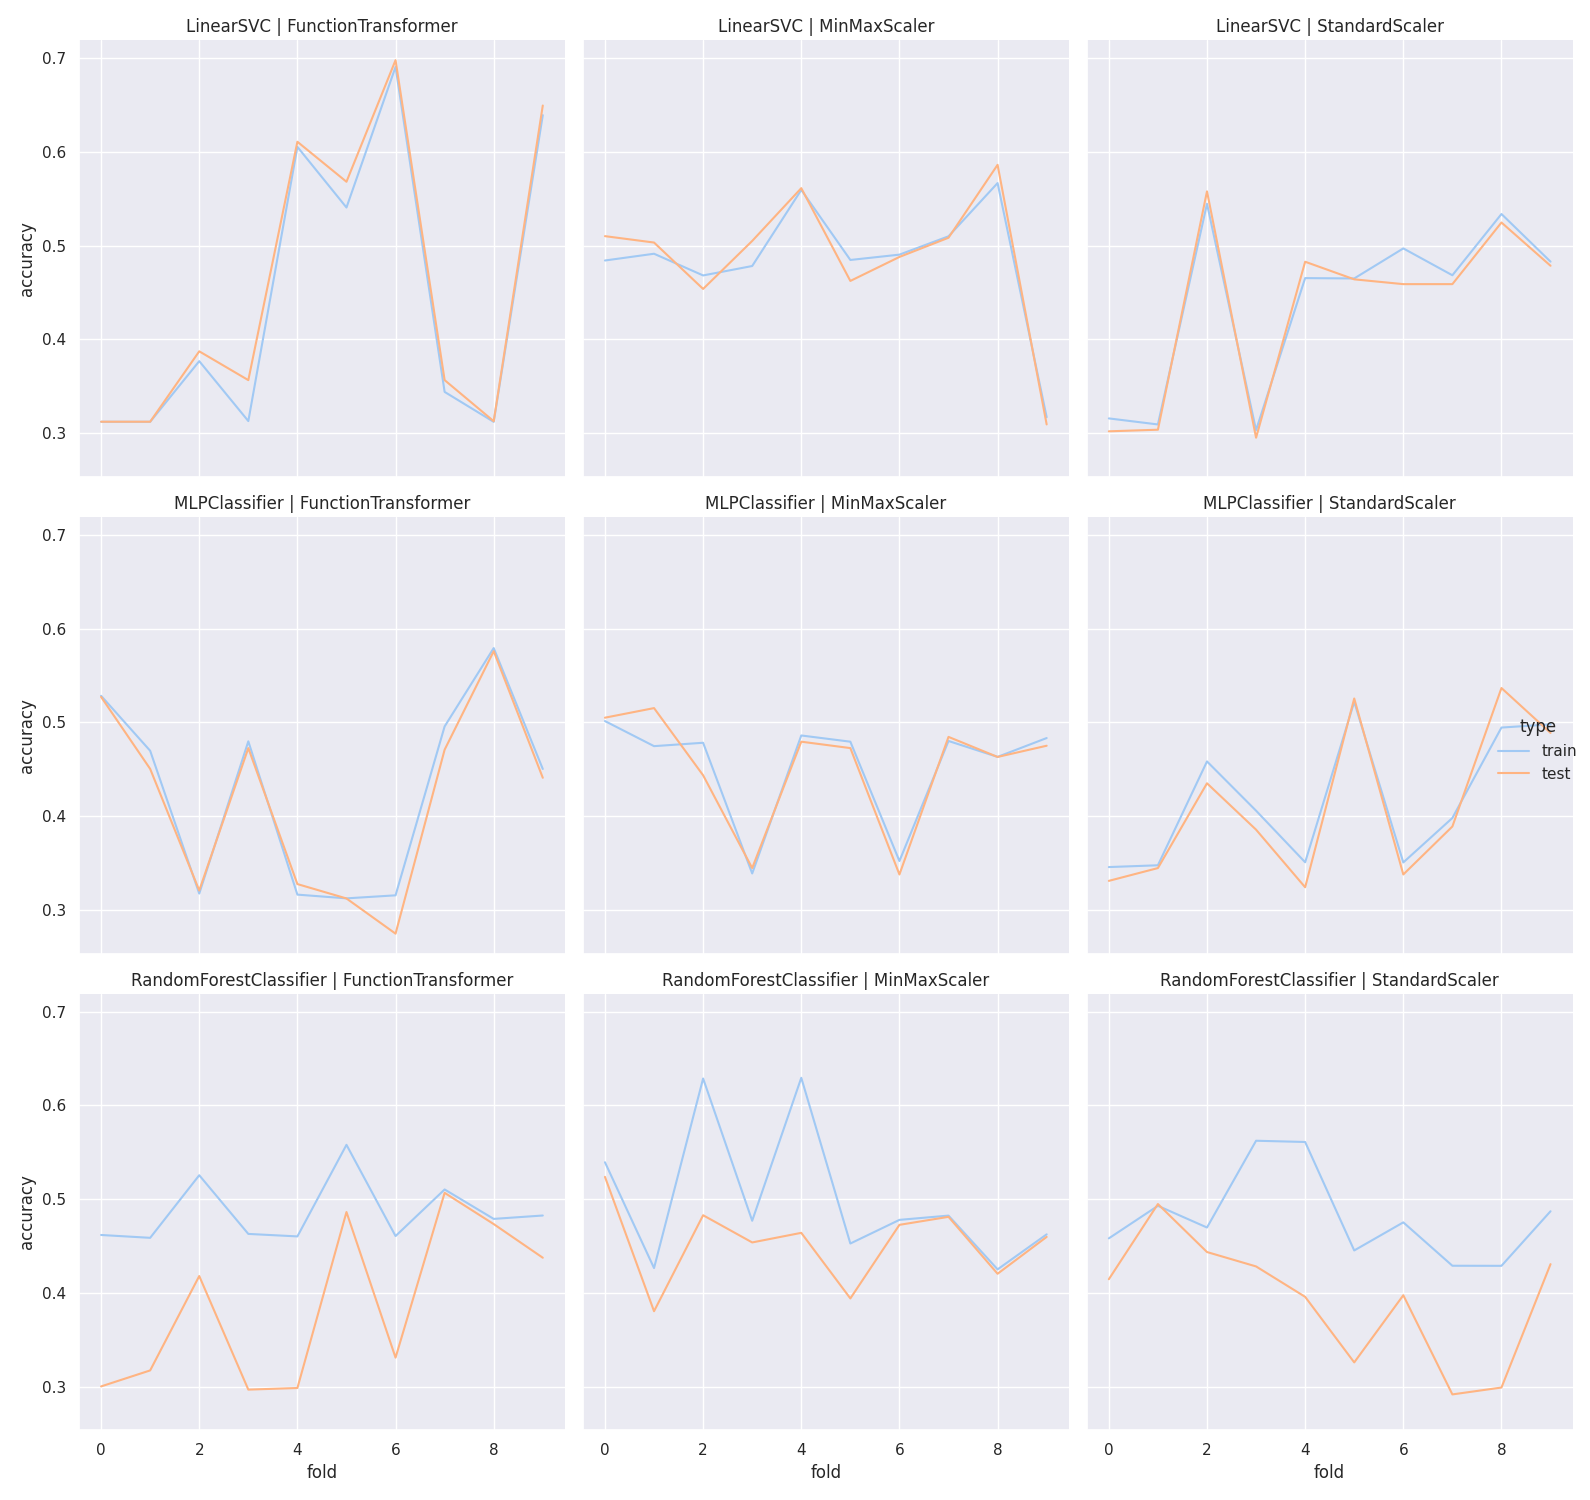 LinearSVC | FunctionTransformer
LinearSVC | MinMaxScaler
LinearSVC | StandardScaler
0.7
0.6
0.5
0.4
0.3
accuracy
MLPClassifier | FunctionTransformer
MLPClassifier | MinMaxScaler
MLPClassifier | StandardScaler
0.7
0.6
0.5
0.4
0.3
accuracy
type
train
test
RandomForestClassifier | FunctionTransformer
RandomForestClassifier | MinMaxScaler
RandomForestClassifier | StandardScaler
0.7
0.6
0.5
0.4
0.3
accuracy
0 2 4 6 8
fold
0 2 4 6 8
fold
0 2 4 6 8
fold